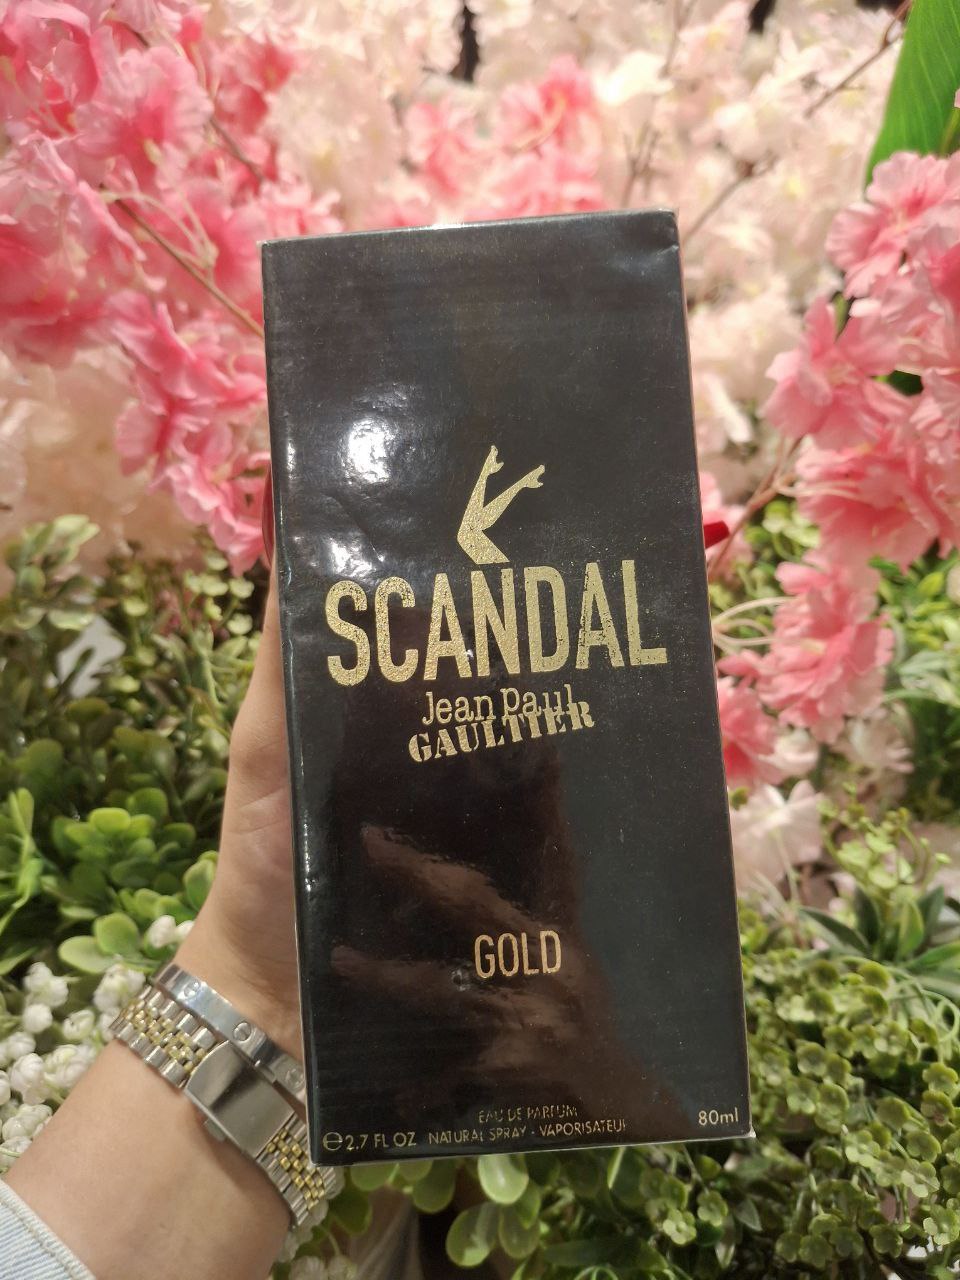 SCANDAL
Jean Paul
GAULTIER
GOLD
EAU DE PARFUM
℮ 2.7 FL OZ NATURAL SPRAY - VAPORISATEUR 80ml